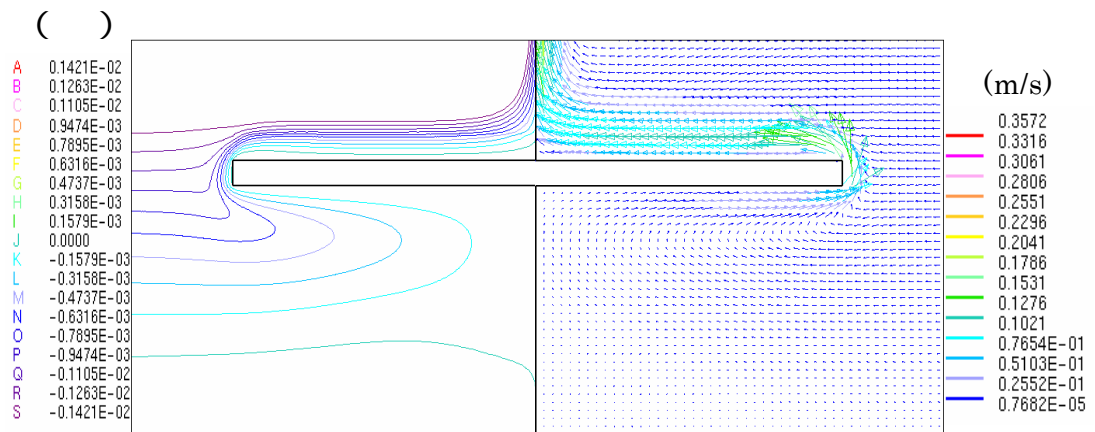 ( )
A 0.1421E-02
B 0.1263E-02
C 0.1105E-02
D 0.9474E-03
E 0.7895E-03
F 0.6316E-03
G 0.4737E-03
H 0.3158E-03
I 0.1579E-03
J 0.0000
K -0.1579E-03
L -0.3158E-03
M -0.4737E-03
N -0.6316E-03
O -0.7895E-03
P -0.9474E-03
Q -0.1105E-02
R -0.1263E-02
S -0.1421E-02
(m/s)
0.3572
0.3316
0.3061
0.2806
0.2551
0.2296
0.2041
0.1786
0.1531
0.1276
0.1021
0.7654E-01
0.5103E-01
0.2552E-01
0.7682E-05